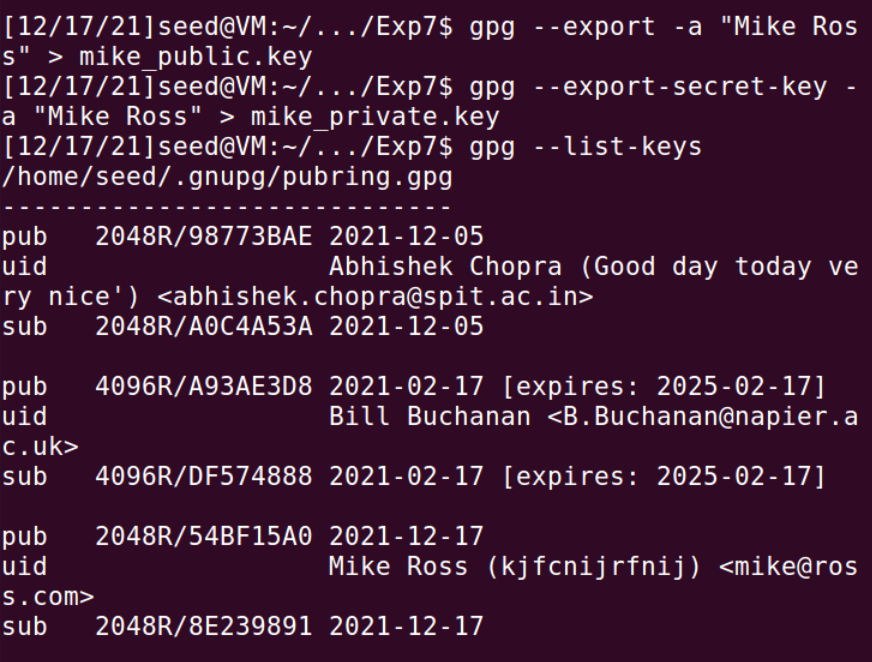 [12/17/21]seed@VM:~/.../Exp7$ gpg --export -a "Mike Ros
s" > mike_public.key
[12/17/21]seed@VM:~/.../Exp7$ gpg --export-secret-key -
a "Mike Ross" > mike_private.key
[12/17/21]seed@VM:~/.../Exp7$ gpg --list-keys
/home/seed/.gnupg/pubring.gpg
-----------------------------
pub   2048R/98773BAE 2021-12-05
uid                  Abhishek Chopra (Good day today ve
ry nice') <abhishek.chopra@spit.ac.in>
sub   2048R/A0C4A53A 2021-12-05

pub   4096R/A93AE3D8 2021-02-17 [expires: 2025-02-17]
uid                  Bill Buchanan <B.Buchanan@napier.a
c.uk>
sub   4096R/DF574888 2021-02-17 [expires: 2025-02-17]

pub   2048R/54BF15A0 2021-12-17
uid                  Mike Ross (kjfcnijrfnij) <mike@ros
s.com>
sub   2048R/8E239891 2021-12-17